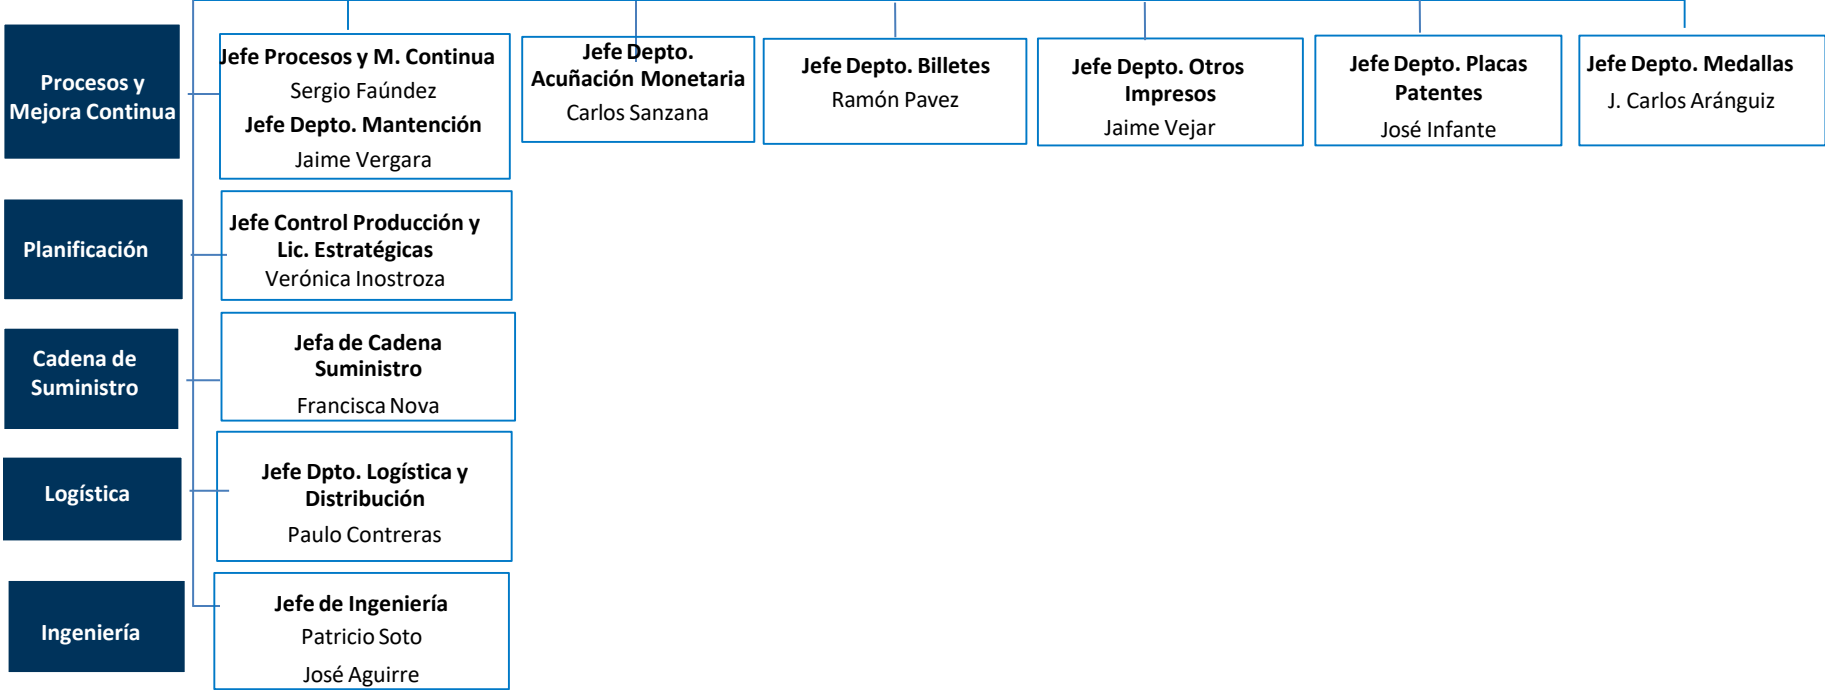 Procesos y
Mejora Continua
Jefe Procesos y M. Continua
Sergio Faúndez
Jefe Depto. Mantención
Jaime Vergara
Jefe Depto.
Acuñación Monetaria
Carlos Sanzana
Jefe Depto. Billetes
Ramón Pavez
Jefe Depto. Otros
Impresos
Jaime Vejar
Jefe Depto. Placas
Patentes
José Infante
Jefe Depto. Medallas
J. Carlos Aránguiz
Planificación
Jefe Control Producción y
Lic. Estratégicas
Verónica Inostroza
Cadena de
Suministro
Jefa de Cadena
Suministro
Francisca Nova
Logística
Jefe Dpto. Logística y
Distribución
Paulo Contreras
Ingeniería
Jefe de Ingeniería
Patricio Soto
José Aguirre